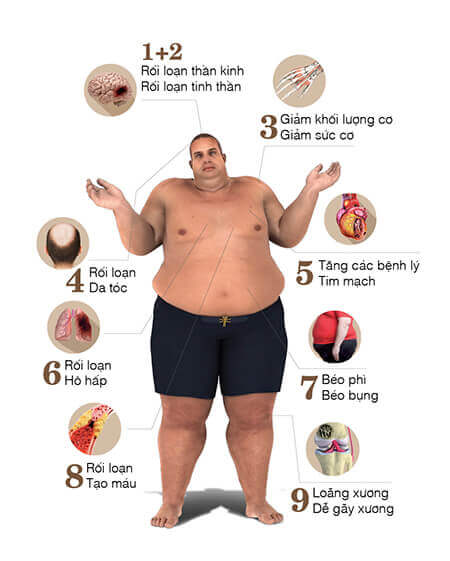 1+2
Rối loạn thần kinh
Rối loạn tinh thần
3 Giảm khối lượng cơ
Giảm sức cơ
4 Rối loạn
Da tóc
5 Tăng các bệnh lý
Tim mạch
6 Rối loạn
Hô hấp
7 Béo phì
Béo bụng
8 Rối loạn
Tạo máu
9 Loãng xương
Dễ gãy xương